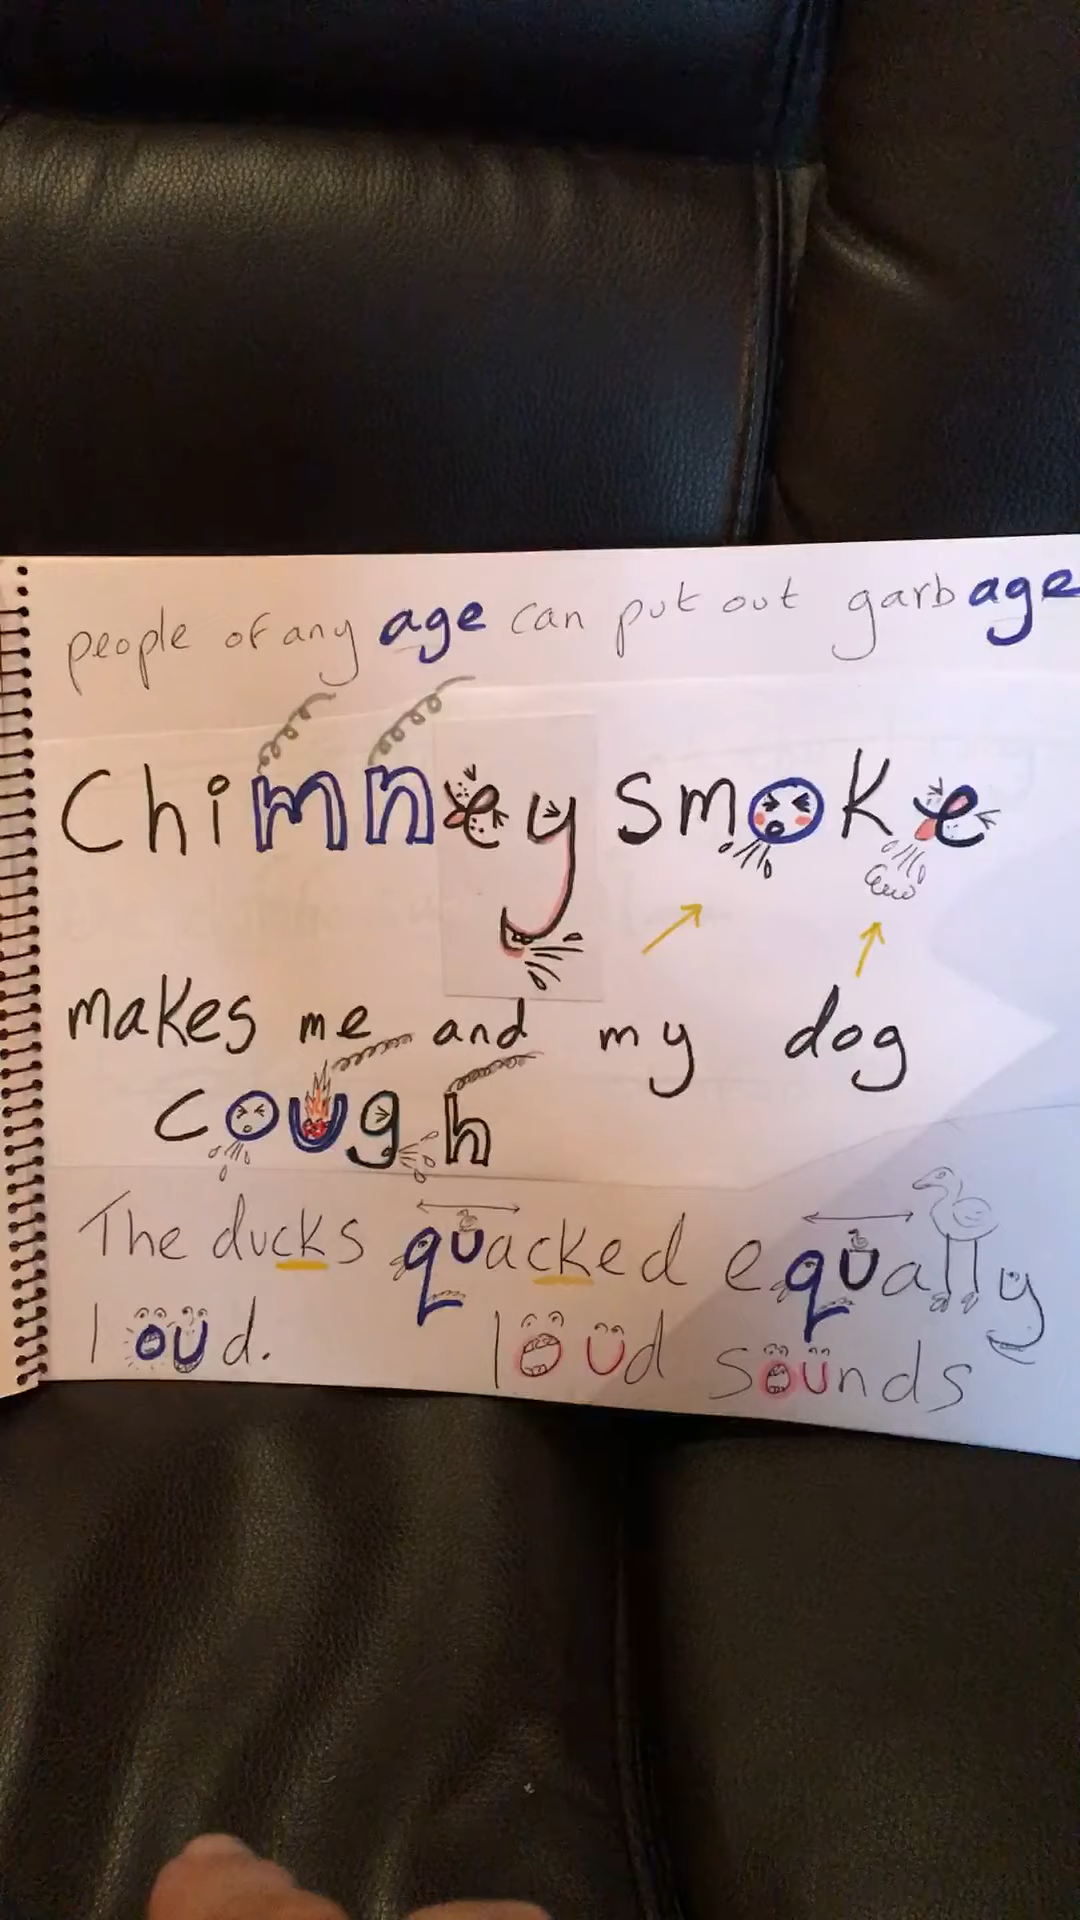 people of any age can put out garbage
Chimney smoke
makes me and my dog
cough
The ducks quacked equally
loud. loud sounds